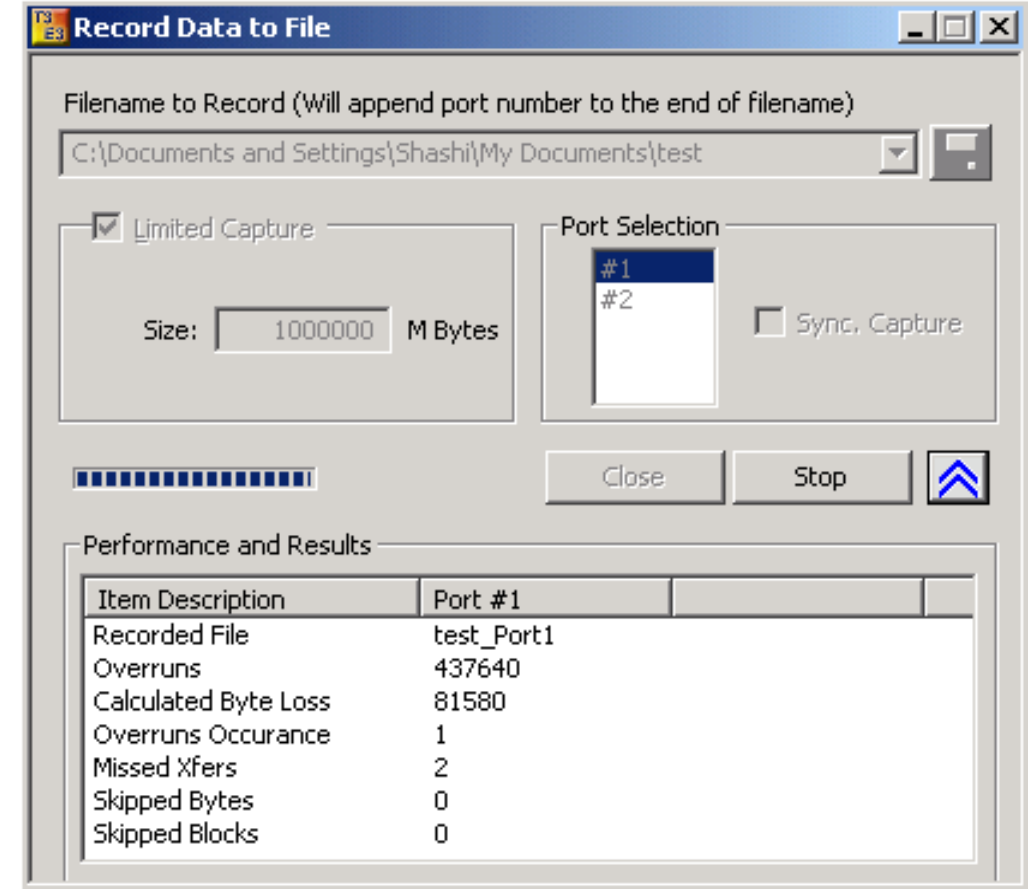 T3 E3 Record Data to File
Filename to Record (Will append port number to the end of filename)
C:\Documents and Settings\Shashi\My Documents\test
Limited Capture
Size: 1000000 M Bytes
Port Selection
#1
#2
Sync. Capture
Close Stop
Performance and Results
Item Description Port #1
Recorded File test_Port1
Overruns 437640
Calculated Byte Loss 81580
Overruns Occurance 1
Missed Xfers 2
Skipped Bytes 0
Skipped Blocks 0